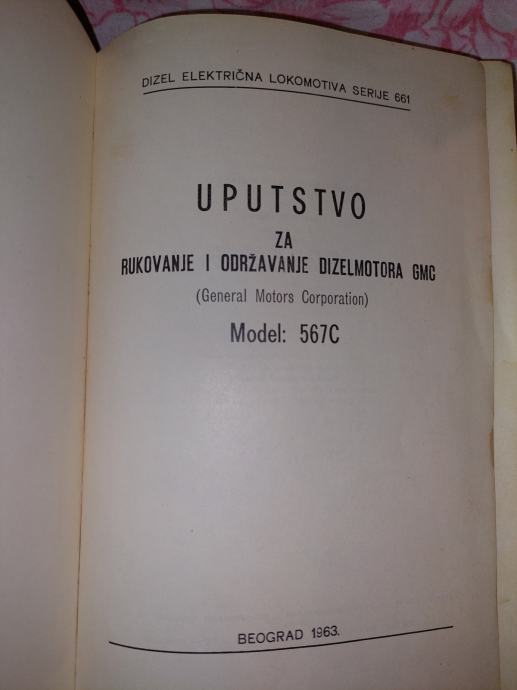 DIZEL ELEKTRIČNA LOKOMOTIVA SERIJE 661
UPUTSTVO
ZA
RUKOVANJE I ODRŽAVANJE DIZELMOTORA GMC
(General Motors Corporation)
Model: 567C
BEOGRAD 1963.